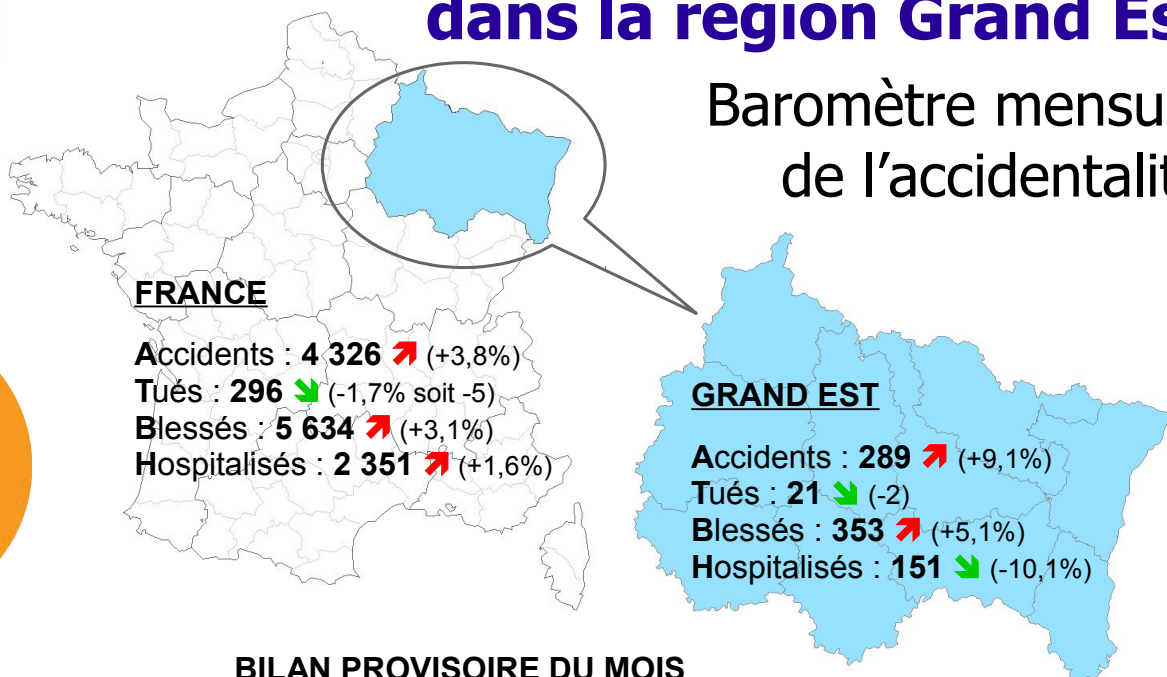 dans la région Grand Es
Baromètre mensu
de l'accidentalit
FRANCE
Accidents : 4 326 (+3,8%)
Tués : 296 (-1,7% soit -5)
Blessés : 5 634 (+3,1%)
Hospitalisés : 2 351 (+1,6%)
GRAND EST
Accidents : 289 (+9,1%)
Tués : 21 (-2)
Blessés : 353 (+5,1%)
Hospitalisés : 151 (-10,1%)
BILAN PROVISOIRE DU MOIS